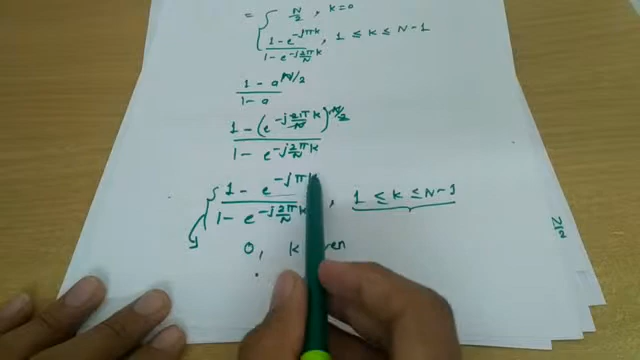 = { N/2 , k=0
1 - e^-jπk / 1 - e^-j2π/N k , 1 ≤ k ≤ N-1
1 - a^N/2 / 1 - a
1 - (e^-j2π/N k)^N/2 / 1 - e^-j2π/N k
{ 1 - e^-jπk / 1 - e^-j2π/N k , 1 ≤ k ≤ N-1
0, k
N/2